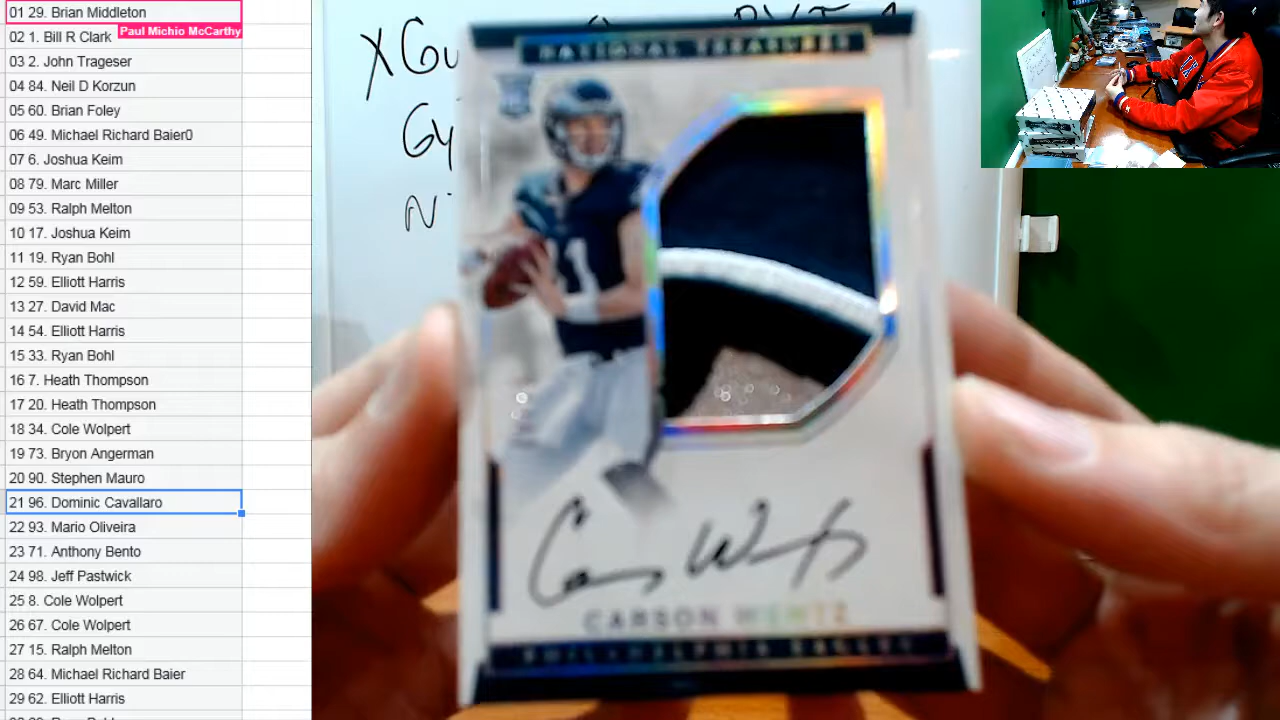 01 29. Brian Middleton
02 1. Bill R Clark
Paul Michio McCarthy
03 2. John Trageser
04 84. Neil D Korzun
05 60. Brian Foley
06 49. Michael Richard Baier0
07 6. Joshua Keim
08 79. Marc Miller
09 53. Ralph Melton
10 17. Joshua Keim
11 19. Ryan Bohl
12 59. Elliott Harris
13 27. David Mac
14 54. Elliott Harris
15 33. Ryan Bohl
16 7. Heath Thompson
17 20. Heath Thompson
18 34. Cole Wolpert
19 73. Bryon Angerman
20 90. Stephen Mauro
21 96. Dominic Cavallaro
22 93. Mario Oliveira
23 71. Anthony Bento
24 98. Jeff Pastwick
25 8. Cole Wolpert
26 67. Cole Wolpert
27 15. Ralph Melton
28 64. Michael Richard Baier
29 62. Elliott Harris
NATIONAL TREASURES
11
CARSON WENTZ
PHILADELPHIA EAGLES